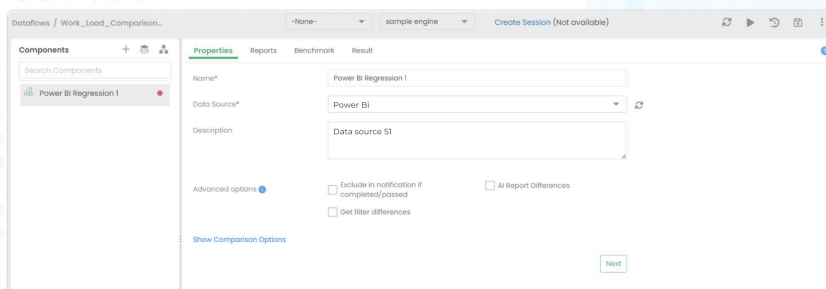 Dataflows / Work_Load_Comparison...
-None-
sample engine
Create Session (Not available)
Components
Properties
Reports
Benchmark
Result
Search Components
Power BI Regression 1
Name*
Power BI Regression 1
Data Source*
Power Bi
Description
Data source S1
Advanced options
Exclude in notification if
completed/passed
AI Report Differences
Get filter differences
Show Comparison Options
Next